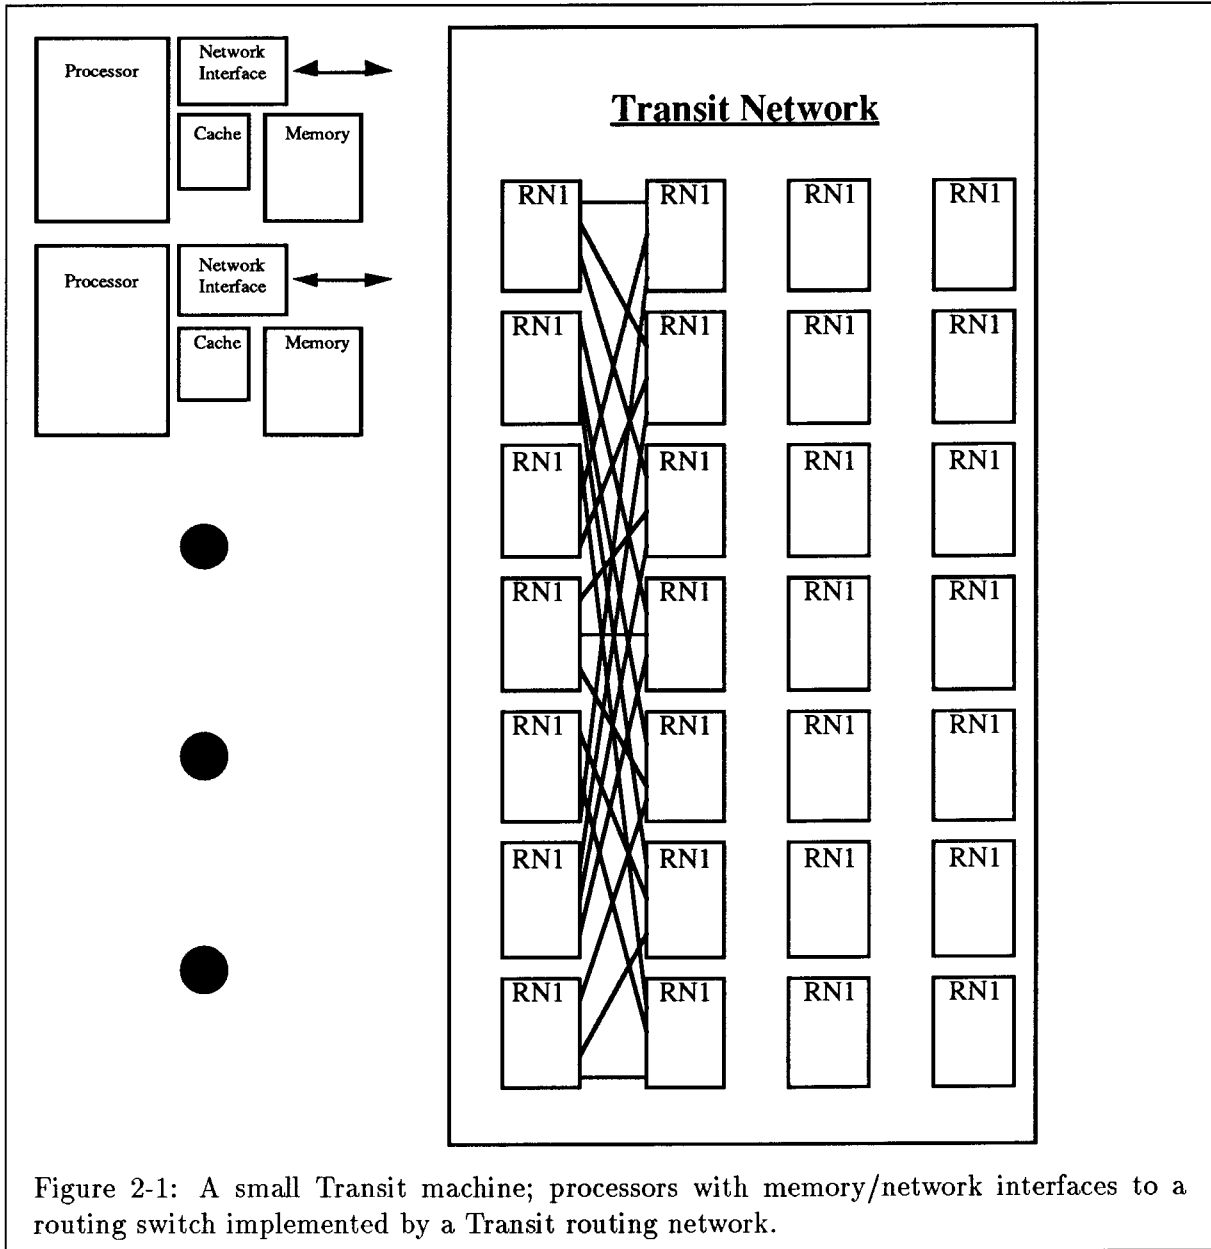 Processor
Network
Interface
Cache
Memory
Processor
Network
Interface
Cache
Memory
Transit Network
RN1 RN1 RN1 RN1
RN1 RN1 RN1 RN1
RN1 RN1 RN1 RN1
RN1 RN1 RN1 RN1
RN1 RN1 RN1 RN1
RN1 RN1 RN1 RN1
RN1 RN1 RN1 RN1
Figure 2-1: A small Transit machine; processors with memory/network interfaces to a
routing switch implemented by a Transit routing network.